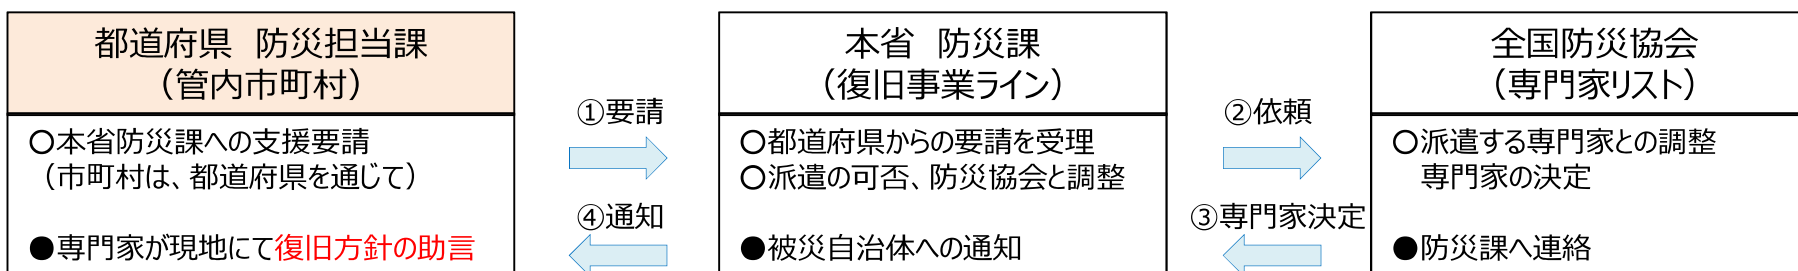 都道府県　防災担当課
（管内市町村）
〇本省防災課への支援要請
（市町村は、都道府県を通じて）
●専門家が現地にて復旧方針の助言
①要請
④通知
本省　防災課
（復旧事業ライン）
〇都道府県からの要請を受理
〇派遣の可否、防災協会と調整
●被災自治体への通知
②依頼
③専門家決定
全国防災協会
（専門家リスト）
〇派遣する専門家との調整
専門家の決定
●防災課へ連絡